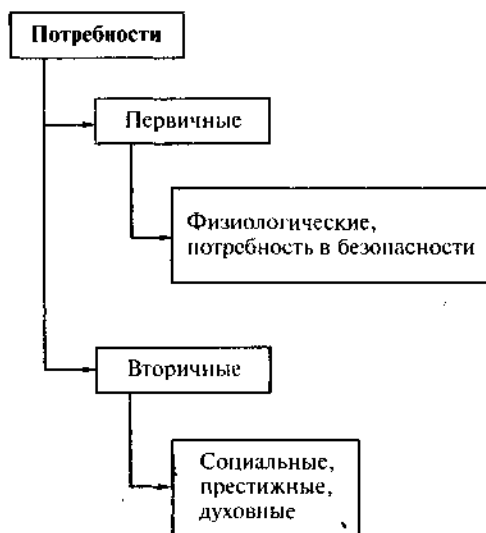 Потребности
Первичные
Физиологические,
потребность в безопасности
Вторичные
Социальные,
престижные,
духовные